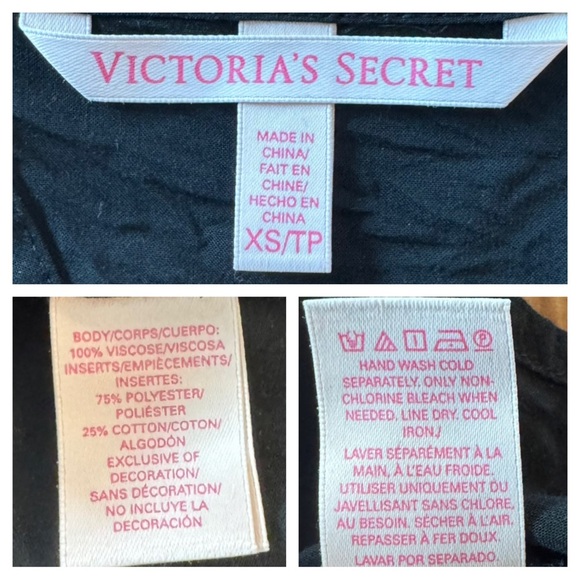 VICTORIA'S SECRET
MADE IN
CHINA/
FAIT EN
CHINE/
HECHO EN
CHINA
XS/TP
BODY/CORPS/CUERPO:
100% VISCOSE/VISCOSA
INSERTS/EMPIÈCEMENTS/
INSERTES:
75% POLYESTER/
POLIÉSTER
25% COTTON/COTON/
ALGODÓN
EXCLUSIVE OF
DECORATION/
SANS DÉCORATION/
NO INCLUYE LA
DECORACIÓN
HAND WASH COLD
SEPARATELY. ONLY NON-
CHLORINE BLEACH WHEN
NEEDED. LINE DRY. COOL
IRON./
LAVER SÉPARÉMENT À LA
MAIN, À L'EAU FROIDE.
UTILISER UNIQUEMENT DU
JAVELLISANT SANS CHLORE,
AU BESOIN. SÉCHER À L'AIR.
REPASSER À FER DOUX.
LAVAR POR SEPARADO.